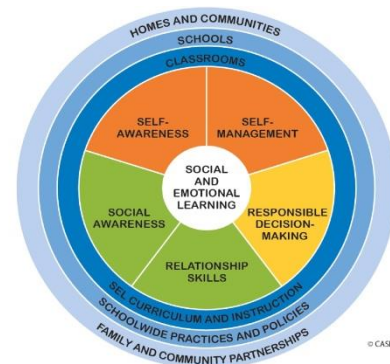 HOMES AND COMMUNITIES
SCHOOLS
CLASSROOMS
SELF-
AWARENESS
SELF-
MANAGEMENT
SOCIAL
AND
EMOTIONAL
LEARNING
SOCIAL
AWARENESS
RESPONSIBLE
DECISION-
MAKING
RELATIONSHIP
SKILLS
SEL CURRICULUM AND INSTRUCTION
SCHOOLWIDE PRACTICES AND POLICIES
FAMILY AND COMMUNITY PARTNERSHIPS